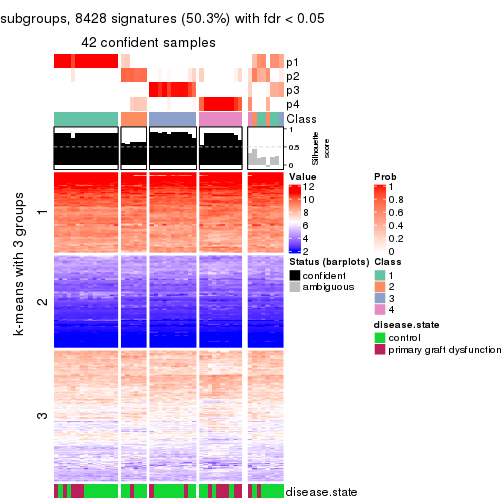 subgroups, 8428 signatures (50.3%) with fdr < 0.05
42 confident samples
p1
p2
p3
p4
Class
1
0.5
0
Silhouette
score
k-means with 3 groups
1
2
3
Value
12
10
8
6
4
2
Prob
1
0.8
0.6
0.4
0.2
0
Status (barplots)
confident
ambiguous
Class
1
2
3
4
disease.state
control
primary graft dysfunction
disease.state